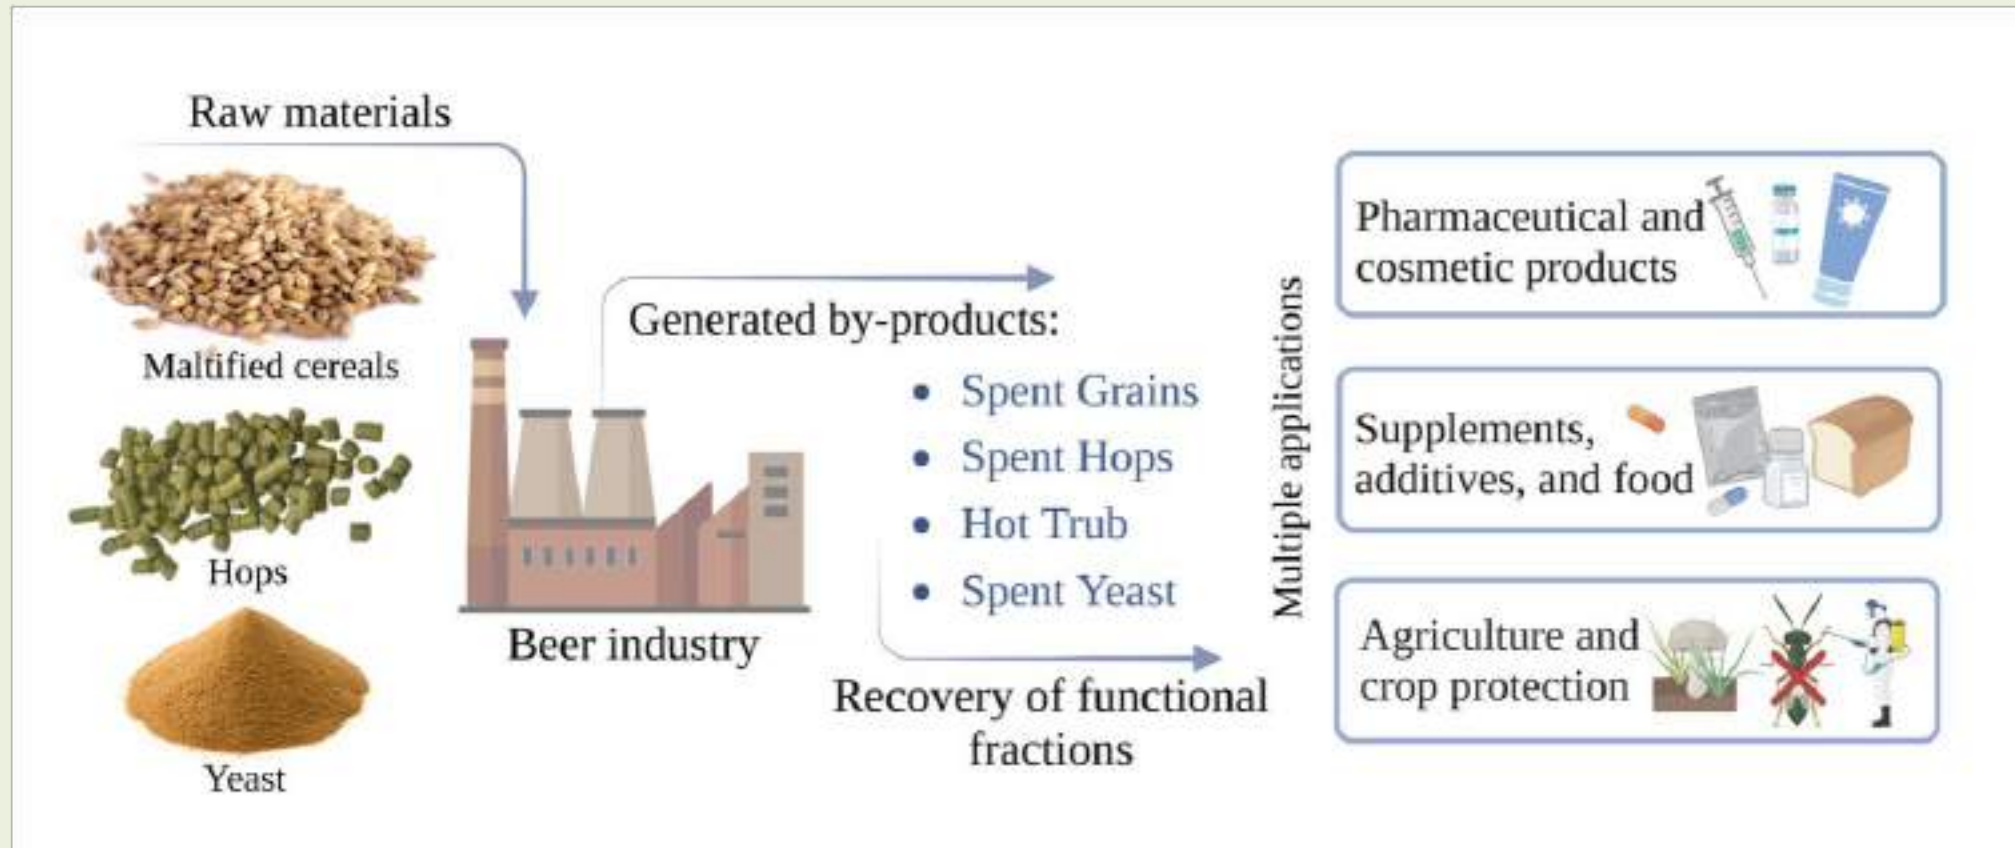 Raw materials
Maltified cereals
Hops
Yeast
Beer industry
Generated by-products:
• Spent Grains
• Spent Hops
• Hot Trub
• Spent Yeast
Recovery of functional
fractions
Multiple applications
Pharmaceutical and
cosmetic products
Supplements,
additives, and food
Agriculture and
crop protection